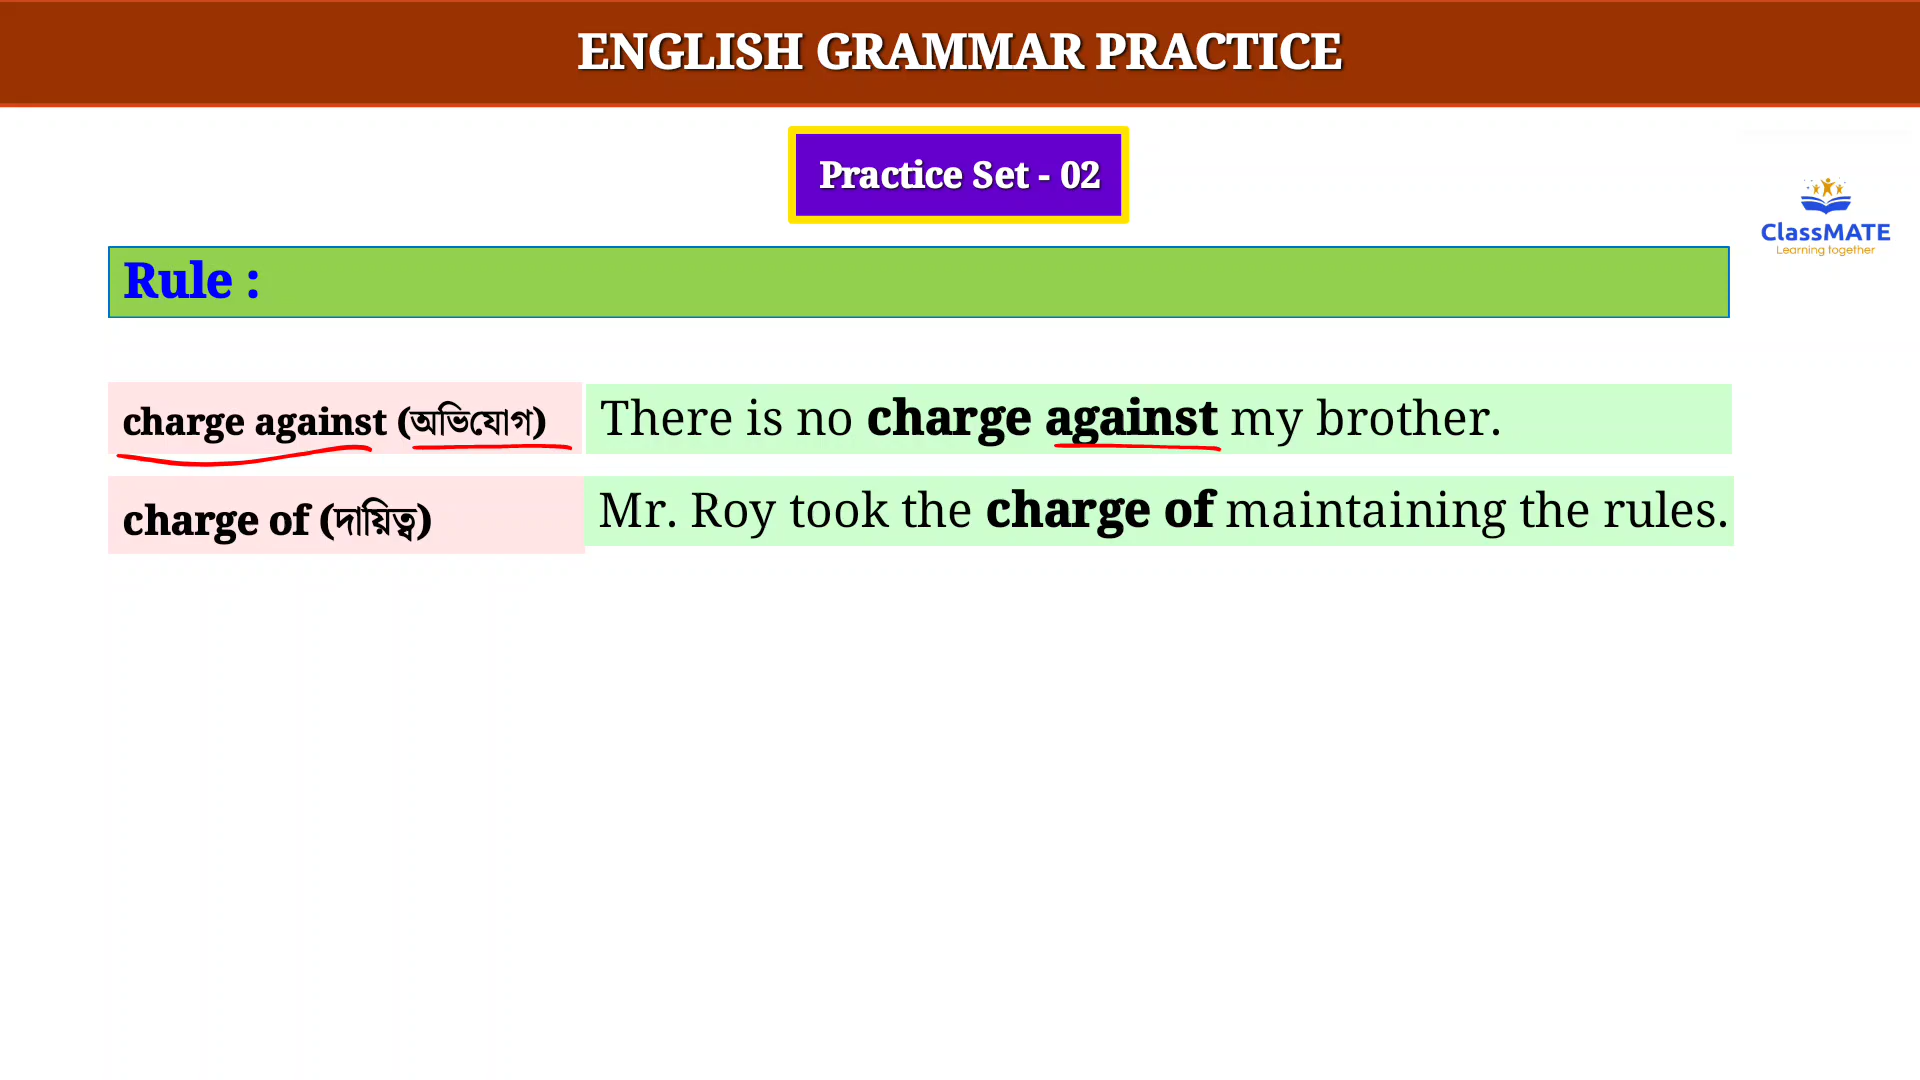 ENGLISH GRAMMAR PRACTICE
Practice Set - 02
ClassMATE
Learning together
Rule :
charge against (অভিযোগ) There is no charge against my brother.
charge of (দায়িত্ব) Mr. Roy took the charge of maintaining the rules.